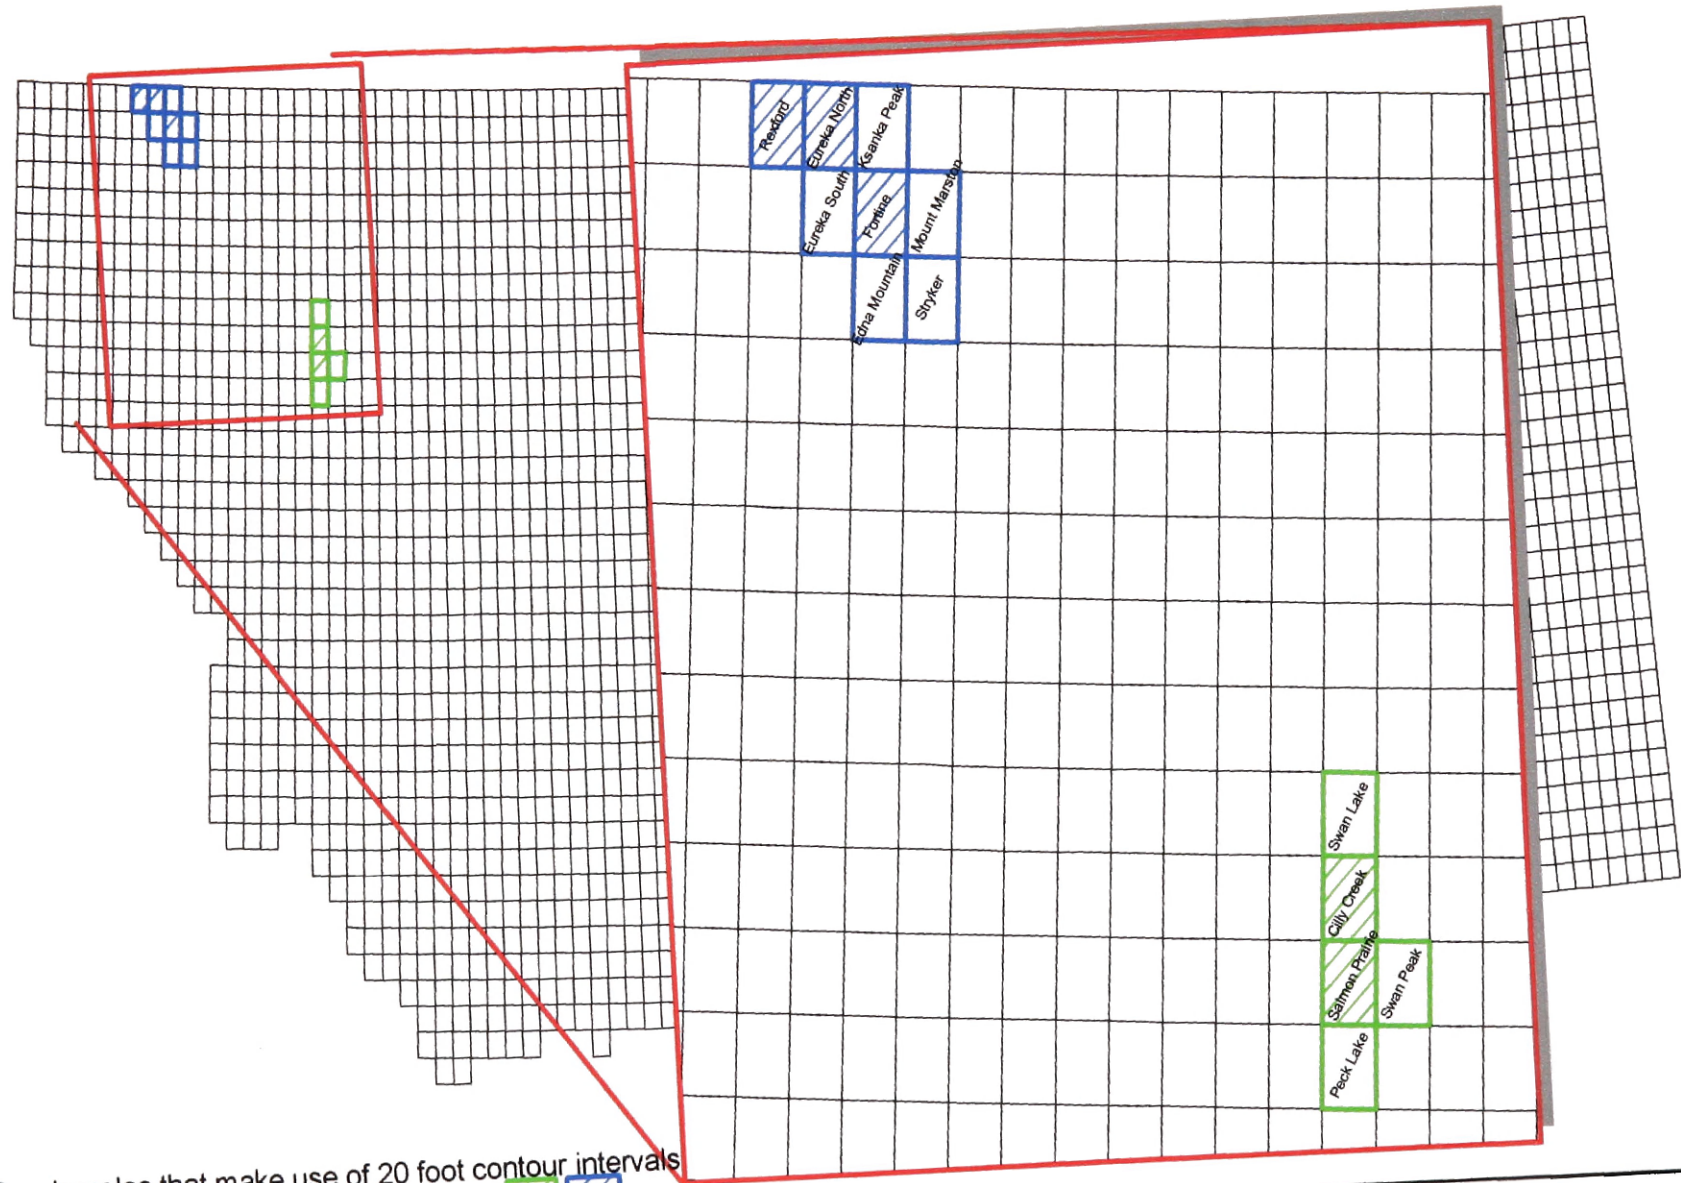 Rexford
Eureka North
Ksanka Peak
Eureka South
Fortine
Mount Marston
Edna Mountain
Stryker
Swan Lake
Cilly Creek
Salmon Prairie
Swan Peak
Peck Lake
that make use of 20 foot contour intervals